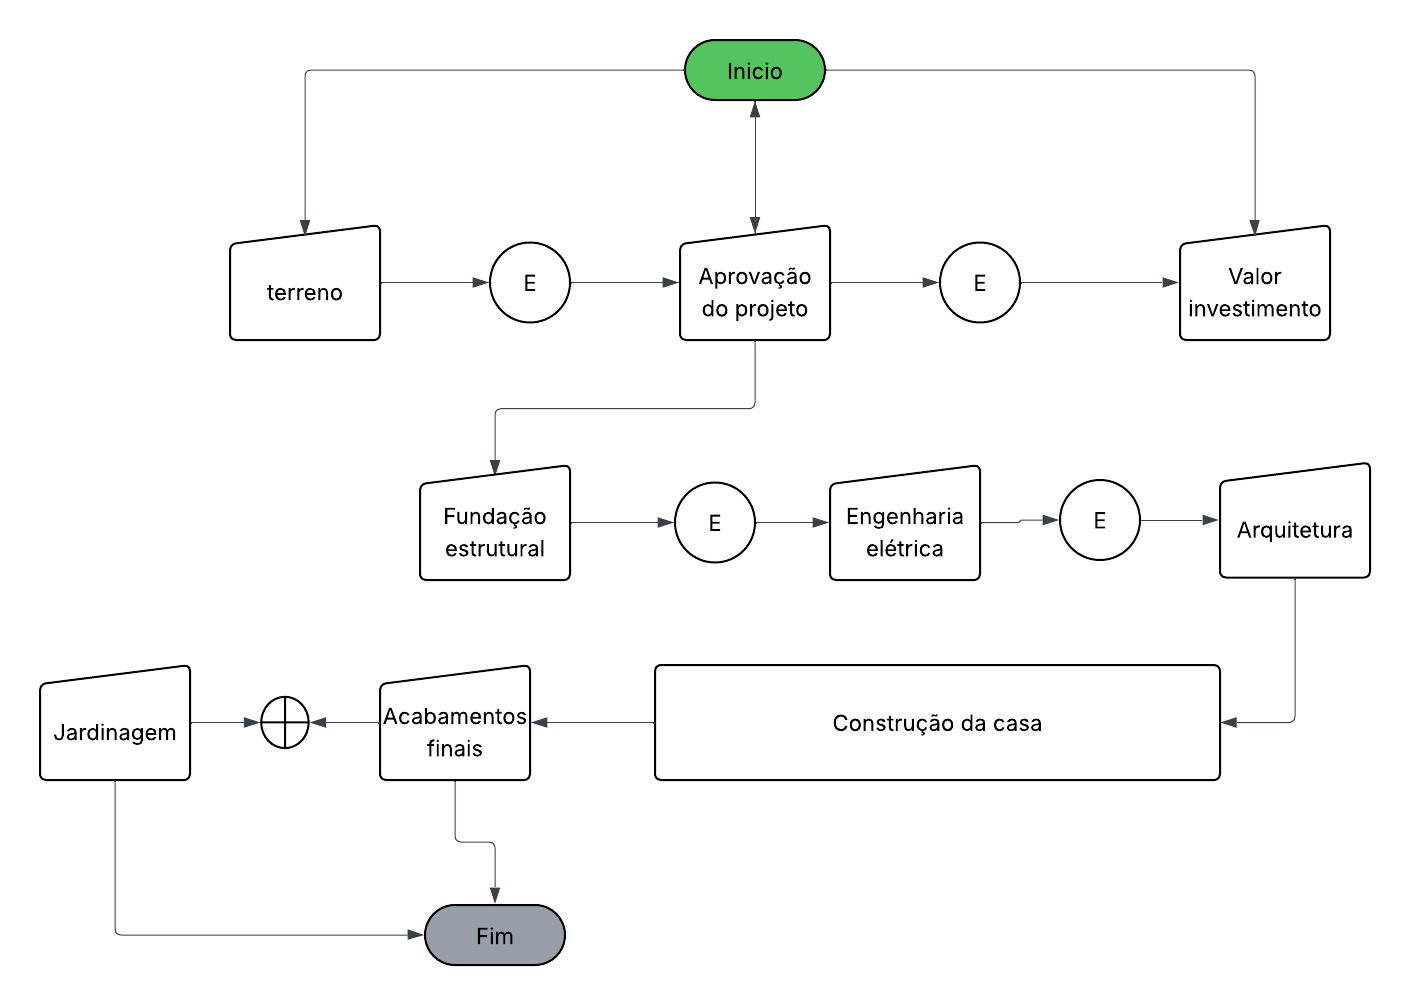 Inicio
terreno
E
Aprovação
do projeto
E
Valor
investimento
Fundação
estrutural
E
Engenharia
elétrica
E
Arquitetura
Jardinagem
Acabamentos
finais
Construção da casa
Fim